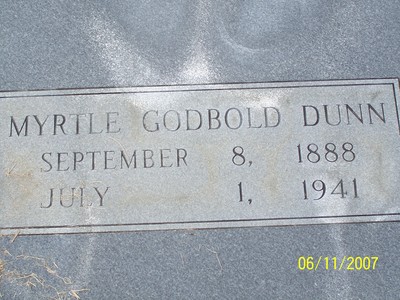 MYRTLE GODBOLD DUNN
SEPTEMBER 8, 1888
JULY 1, 1941
06/11/2007